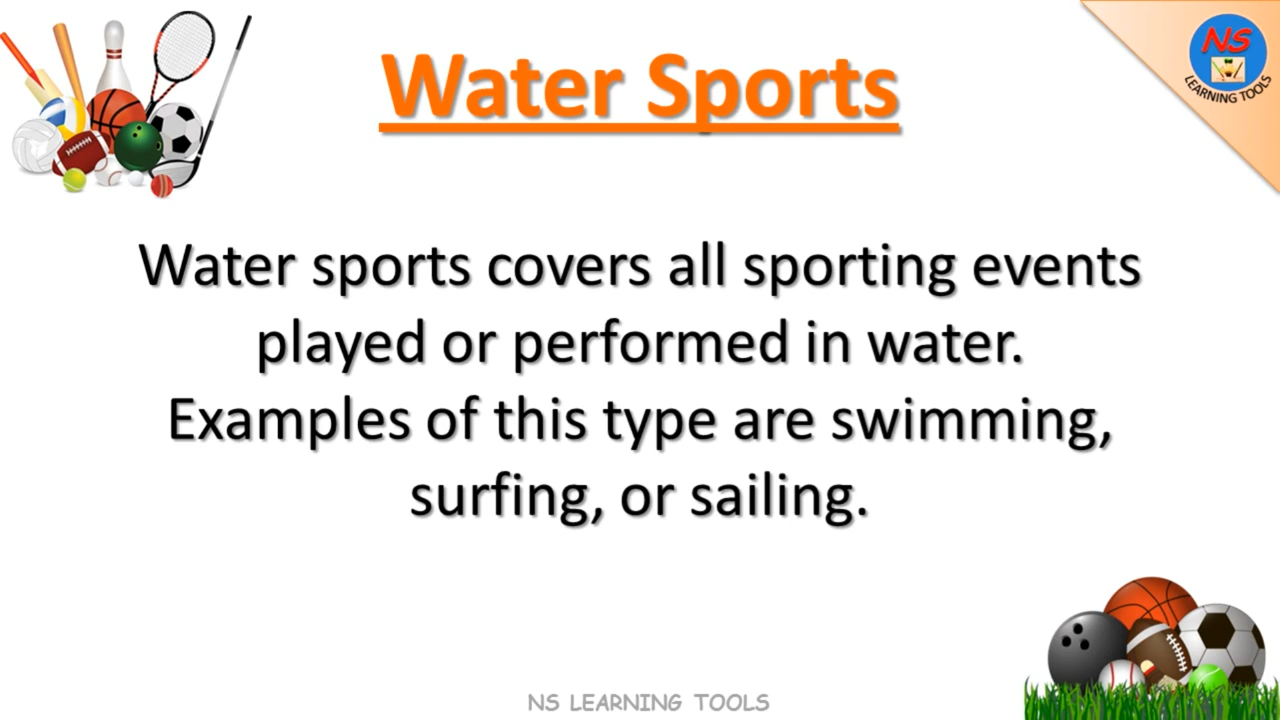 Water Sports
NS
LEARNING TOOLS
Water sports covers all sporting events
played or performed in water.
Examples of this type are swimming,
surfing, or sailing.
NS LEARNING TOOLS